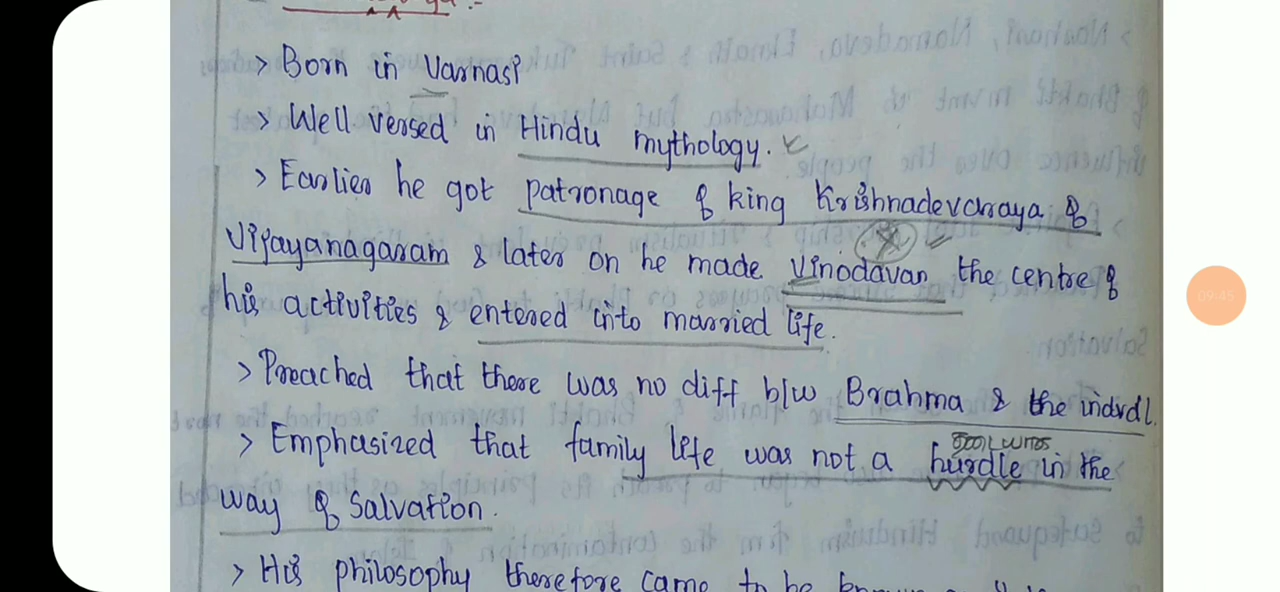 > Born in Varnasi
> Well versed in Hindu mythology.
> Earlier he got patronage of king Krishnadevaraya of
Vijayanagaram & later on he made Vinodavan the centre of
his activities & entered into married life.
> Preached that there was no diff b/w Brahma & the indvdl.
> Emphasized that family life was not a hurdle in the
way of Salvation.
> His philosophy therefore came to be
09:45